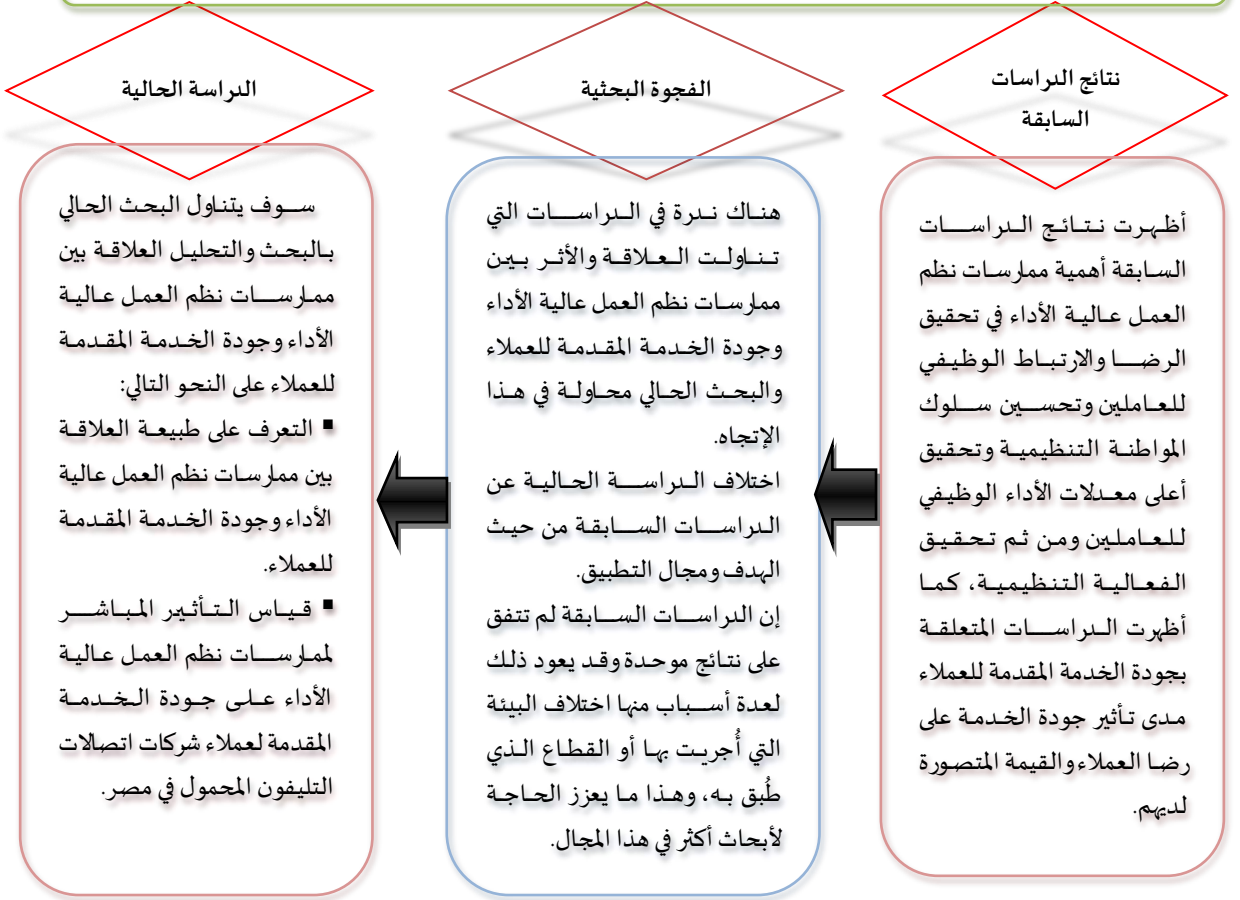 نتائج الدراسات
السابقة
أظهرت نتائج الدراسات
السابقة أهمية ممارسات نظم
العمل عالية الأداء في تحقيق
الرضا والارتباط الوظيفي
للعاملين وتحسين سلوك
المواطنة التنظيمية وتحقيق
أعلى معدلات الأداء الوظيفي
للعاملين ومن ثم تحقيق
الفعالية التنظيمية، كما
أظهرت الدراسات المتعلقة
بجودة الخدمة المقدمة للعملاء
مدى تأثير جودة الخدمة على
رضا العملاء والقيمة المتصورة
لديهم.
الفجوة البحثية
هناك ندرة في الدراسات التي
تناولت العلاقة والأثر بين
ممارسات نظم العمل عالية الأداء
وجودة الخدمة المقدمة للعملاء
والبحث الحالي محاولة في هذا
الإتجاه.
اختلاف الدراسة الحالية عن
الدراسات السابقة من حيث
الهدف ومجال التطبيق.
إن الدراسات السابقة لم تتفق
على نتائج موحدة وقد يعود ذلك
لعدة أسباب منها اختلاف البيئة
التي أُجريت بها أو القطاع الذي
طُبق به، وهذا ما يعزز الحاجة
لأبحاث أكثر في هذا المجال.
الدراسة الحالية
سوف يتناول البحث الحالي
بالبحث والتحليل العلاقة بين
ممارسات نظم العمل عالية
الأداء وجودة الخدمة المقدمة
للعملاء على النحو التالي:
▪ التعرف على طبيعة العلاقة
بين ممارسات نظم العمل عالية
الأداء وجودة الخدمة المقدمة
للعملاء.
▪ قياس التأثير المباشر
لممارسات نظم العمل عالية
الأداء على جودة الخدمة
المقدمة لعملاء شركات اتصالات
التليفون المحمول في مصر.